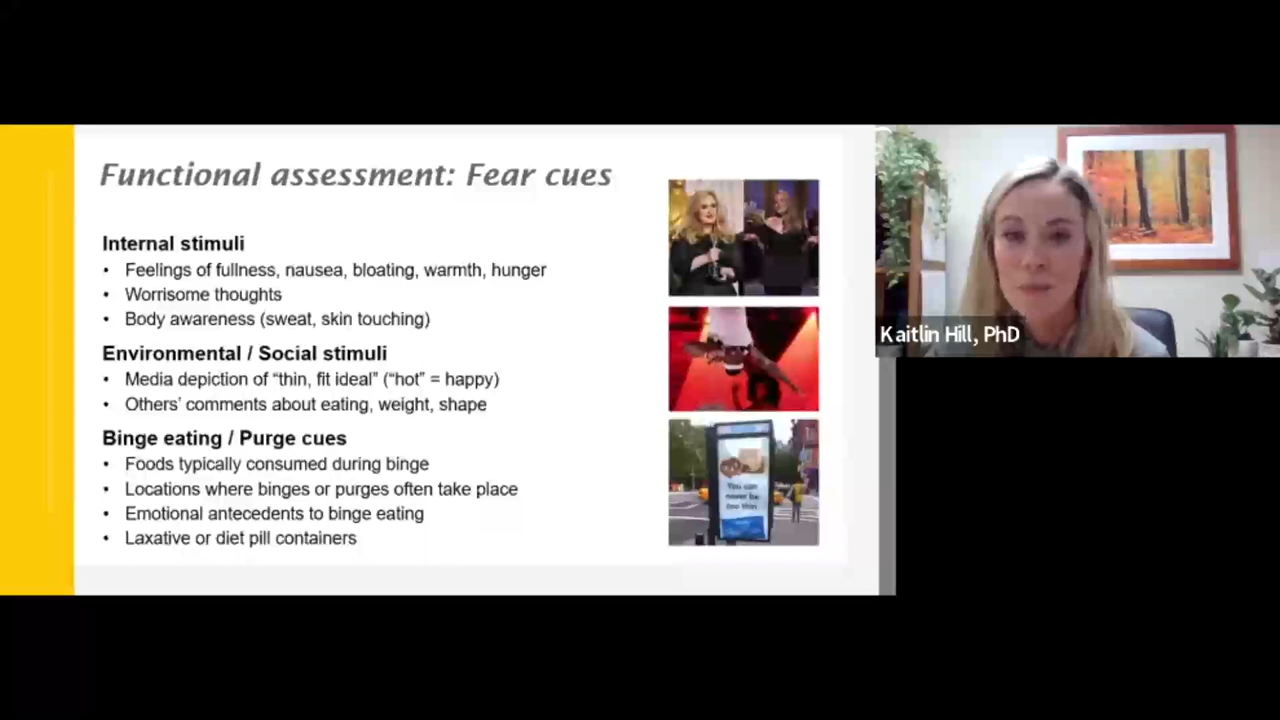 Functional assessment: Fear cues
Internal stimuli
• Feelings of fullness, nausea, bloating, warmth, hunger
• Worrisome thoughts
• Body awareness (sweat, skin touching)
Environmental / Social stimuli
• Media depiction of “thin, fit ideal” (“hot” = happy)
• Others’ comments about eating, weight, shape
Binge eating / Purge cues
• Foods typically consumed during binge
• Locations where binges or purges often take place
• Emotional antecedents to binge eating
• Laxative or diet pill containers
You can
never be
too thin
Kaitlin Hill, PhD